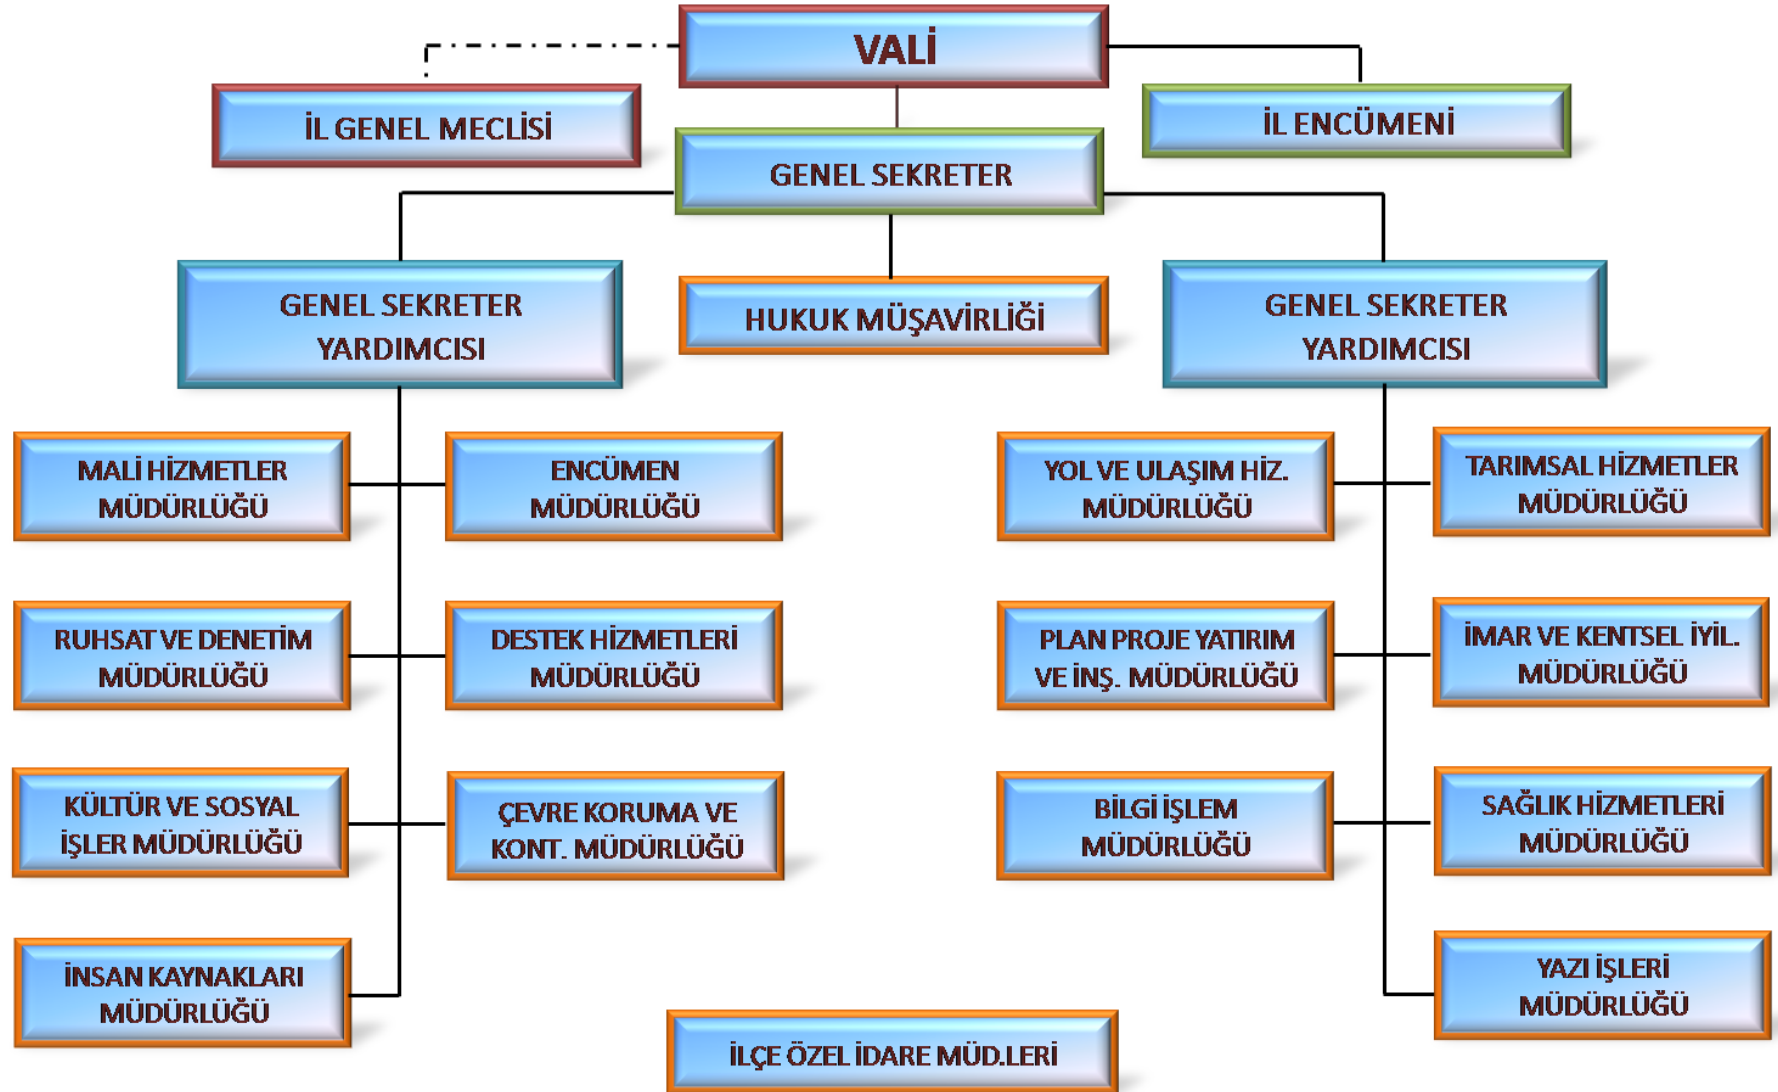 VALİ
İL GENEL MECLİSİ
İL ENCÜMENİ
GENEL SEKRETER
GENEL SEKRETER
YARDIMCISI
HUKUK MÜŞAVİRLİĞİ
GENEL SEKRETER
YARDIMCISI
MALİ HİZMETLER
MÜDÜRLÜĞÜ
ENCÜMEN
MÜDÜRLÜĞÜ
YOL VE ULAŞIM HİZ.
MÜDÜRLÜĞÜ
TARIMSAL HİZMETLER
MÜDÜRLÜĞÜ
RUHSAT VE DENETİM
MÜDÜRLÜĞÜ
DESTEK HİZMETLERİ
MÜDÜRLÜĞÜ
PLAN PROJE YATIRIM
VE İNŞ. MÜDÜRLÜĞÜ
İMAR VE KENTSEL İYİL.
MÜDÜRLÜĞÜ
KÜLTÜR VE SOSYAL
İŞLER MÜDÜRLÜĞÜ
ÇEVRE KORUMA VE
KONT. MÜDÜRLÜĞÜ
BİLGİ İŞLEM
MÜDÜRLÜĞÜ
SAĞLIK HİZMETLERİ
MÜDÜRLÜĞÜ
İNSAN KAYNAKLARI
MÜDÜRLÜĞÜ
YAZI İŞLERİ
MÜDÜRLÜĞÜ
İLÇE ÖZEL İDARE MÜD.LERİ